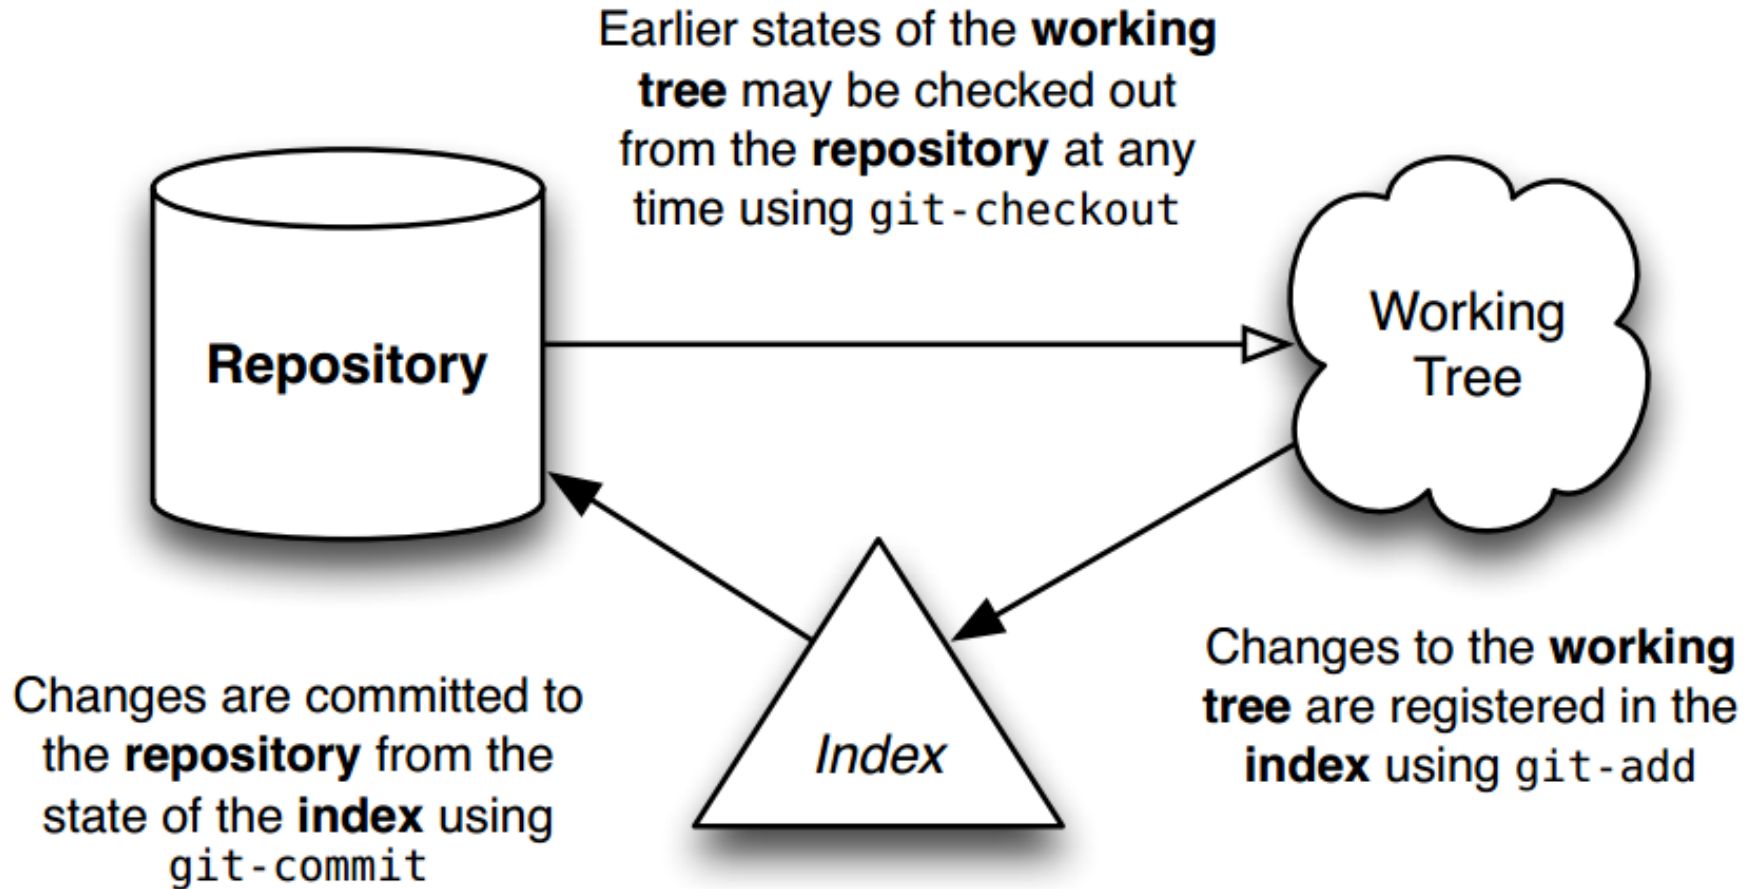 Earlier states of the working
tree may be checked out
from the repository at any
time using git-checkout
Repository
Working
Tree
Index
Changes are committed to
the repository from the
state of the index using
git-commit
Changes to the working
tree are registered in the
index using git-add